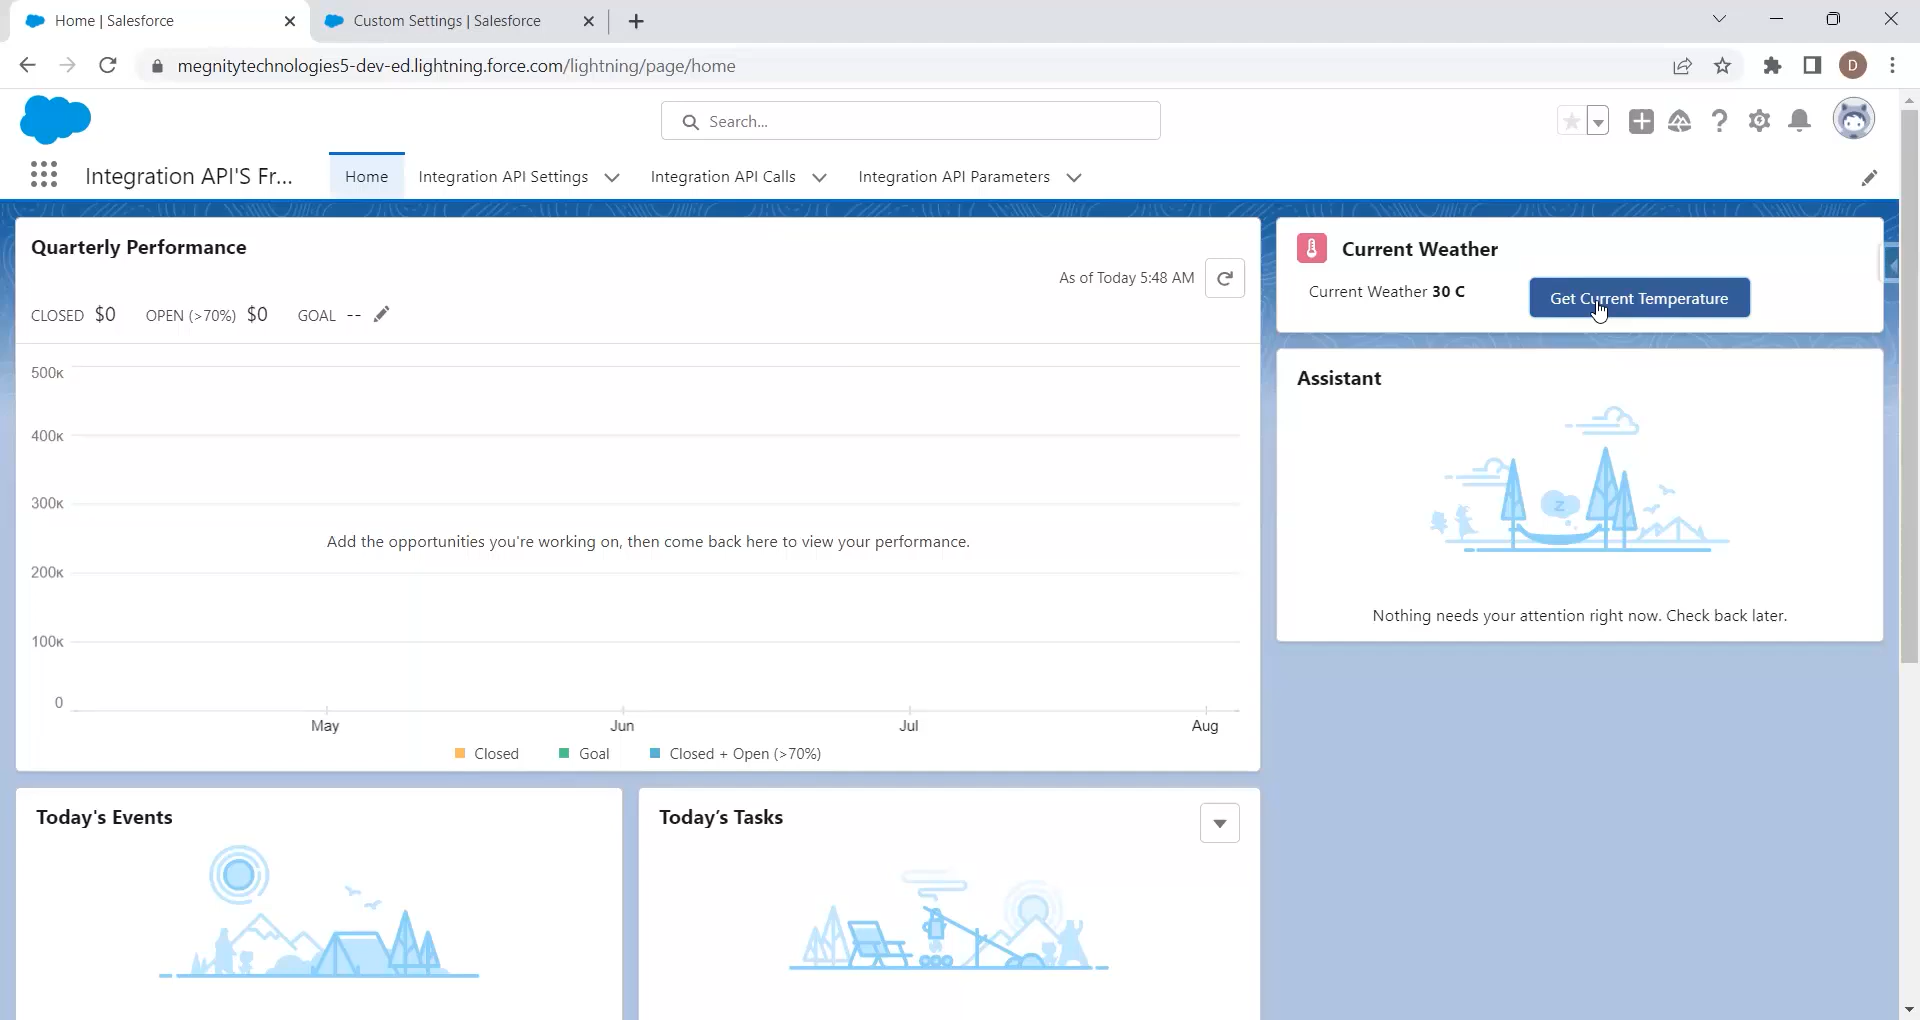 Home | Salesforce
Custom Settings | Salesforce
megnitytechnologies5-dev-ed.lightning.force.com/lightning/page/home
D
Search...
Integration API'S Fr...
Home
Integration API Settings
Integration API Calls
Integration API Parameters
Quarterly Performance
As of Today 5:48 AM
CLOSED $0 OPEN (>70%) $0 GOAL --
500K
400K
300K
200K
100K
0
Add the opportunities you're working on, then come back here to view your performance.
May
Jun
Jul
Aug
Closed
Goal
Closed + Open (>70%)
Current Weather
Current Weather 30 C
Get Current Temperature
Assistant
z
Nothing needs your attention right now. Check back later.
Today's Events
Today's Tasks